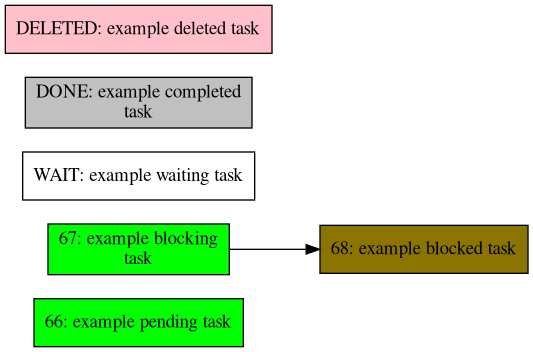 DELETED: example deleted task
DONE: example completed
task
WAIT: example waiting task
67: example blocking
task
68: example blocked task
66: example pending task